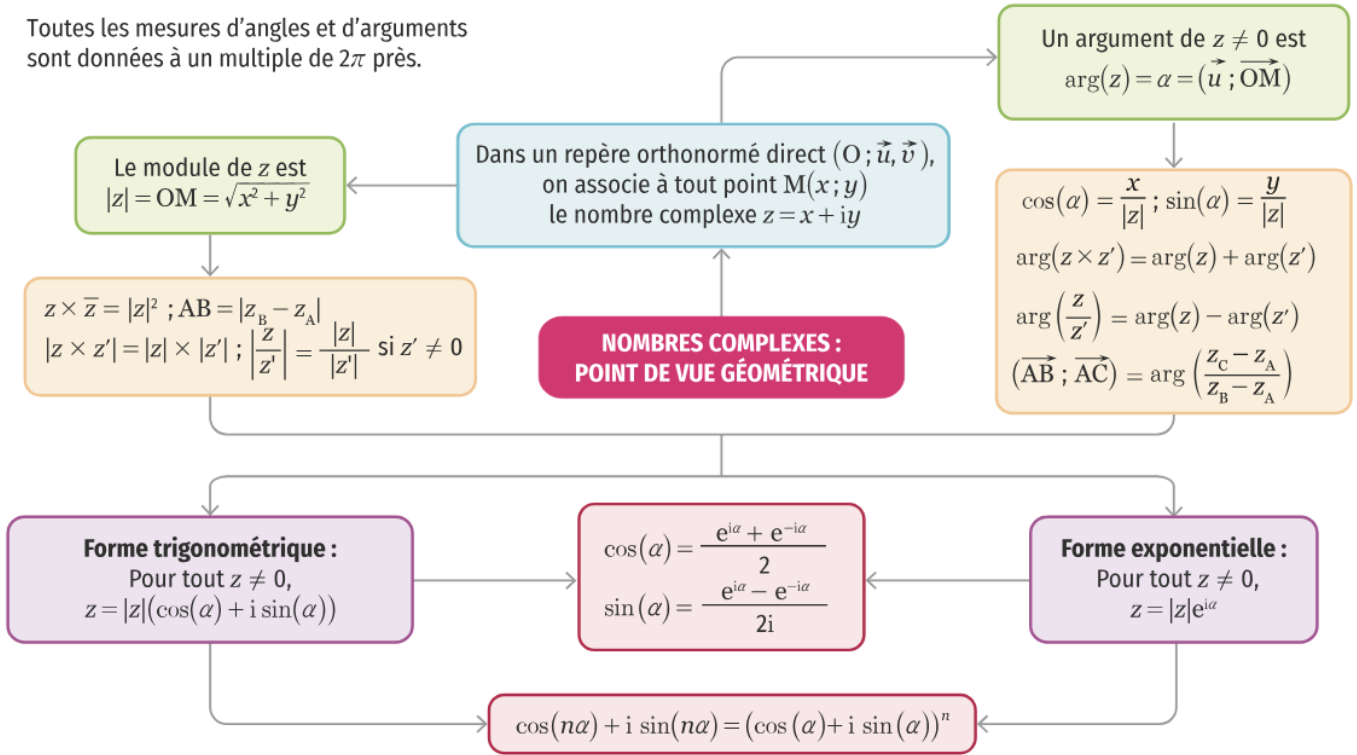 Toutes les mesures d’angles et d’arguments
sont données à un multiple de 2π près.
Un argument de z ≠ 0 est
arg(z) = α = (u⃗ ; OM⃗)
Le module de z est
|z| = OM = √(x² + y²)
Dans un repère orthonormé direct (O ; u⃗, v⃗),
on associe à tout point M(x ; y)
le nombre complexe z = x + iy
cos(α) = x/|z| ; sin(α) = y/|z|
arg(z × z′) = arg(z) + arg(z′)
arg(z/z′) = arg(z) − arg(z′)
(AB⃗ ; AC⃗) = arg((z_C − z_A)/(z_B − z_A))
z × z̅ = |z|² ; AB = |z_B − z_A|
|z × z′| = |z| × |z′| ; |z/z'| = |z|/|z'| si z′ ≠ 0
NOMBRES COMPLEXES :
POINT DE VUE GÉOMÉTRIQUE
Forme trigonométrique :
Pour tout z ≠ 0,
z = |z|(cos(α) + i sin(α))
cos(α) = (e^{iα} + e^{−iα})/2
sin(α) = (e^{iα} − e^{−iα})/2i
Forme exponentielle :
Pour tout z ≠ 0,
z = |z|e^{iα}
cos(nα) + i sin(nα) = (cos (α) + i sin(α))ⁿ